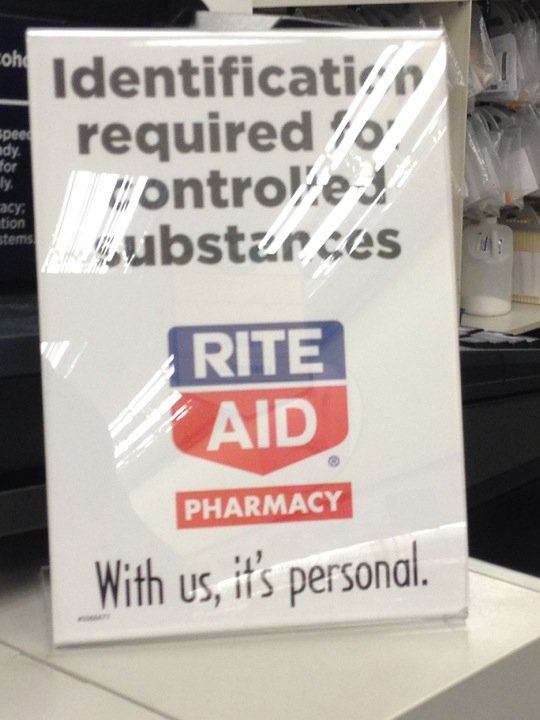 Identification
required for
controlled
substances
RITE
AID
®
PHARMACY
With us, it's personal.